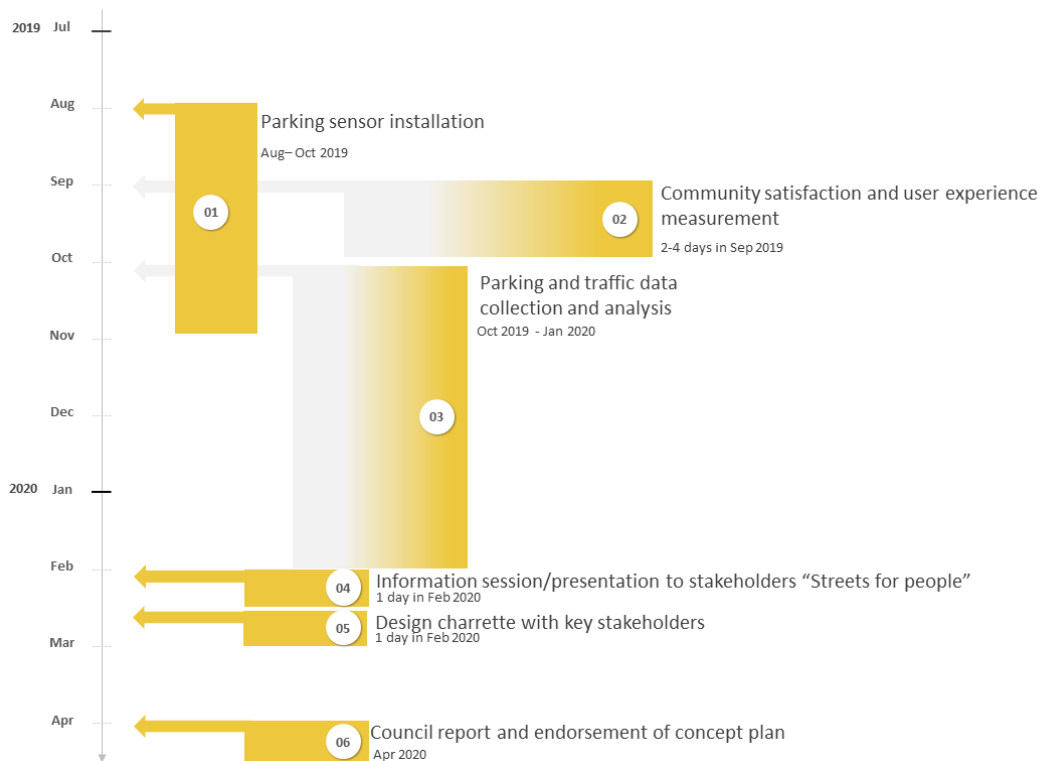 2019 Jul
Aug
Parking sensor installation
Aug– Oct 2019
Sep
01
02
Community satisfaction and user experience
measurement
2-4 days in Sep 2019
Oct
Parking and traffic data
collection and analysis
Oct 2019 - Jan 2020
Nov
Dec
03
2020 Jan
Feb
04
Information session/presentation to stakeholders “Streets for people”
1 day in Feb 2020
05
Design charrette with key stakeholders
1 day in Feb 2020
Mar
Apr
06
Council report and endorsement of concept plan
Apr 2020